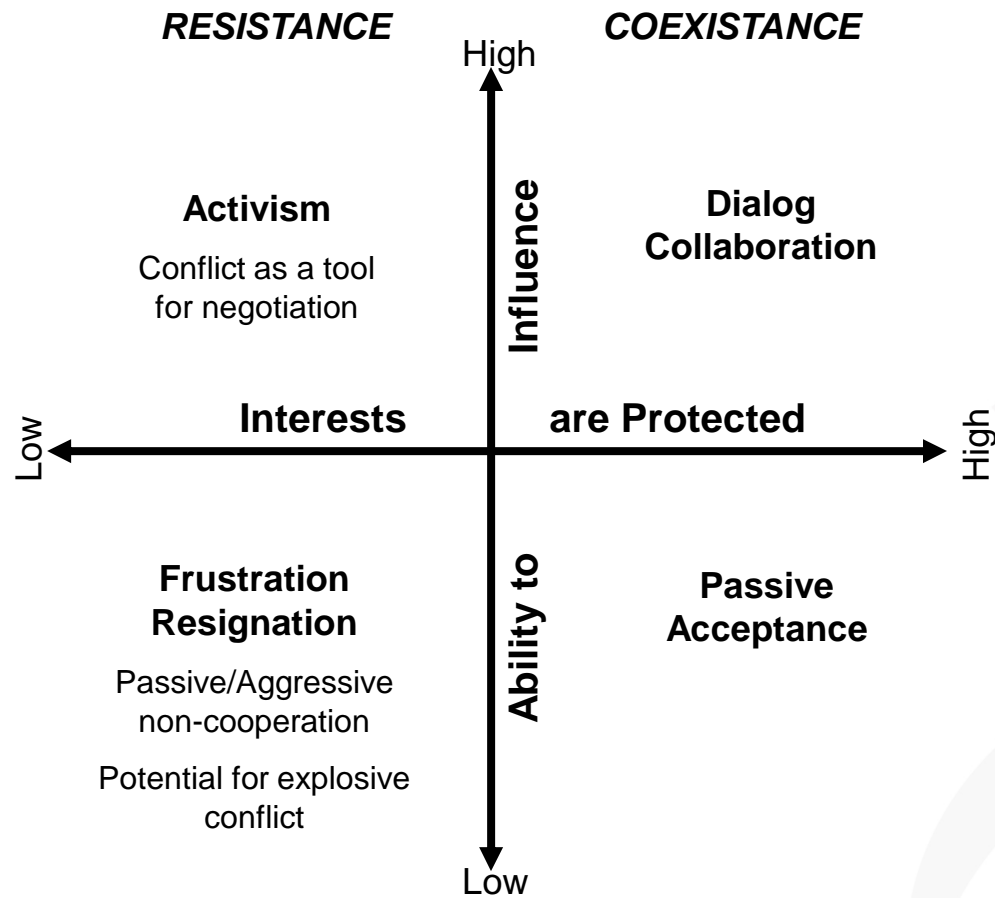 RESISTANCE
COEXISTANCE
High
Activism
Conflict as a tool
for negotiation
Influence
Dialog
Collaboration
Low
Interests
are Protected
High
Frustration
Resignation
Passive/Aggressive
non-cooperation
Potential for explosive
conflict
Ability to
Passive
Acceptance
Low